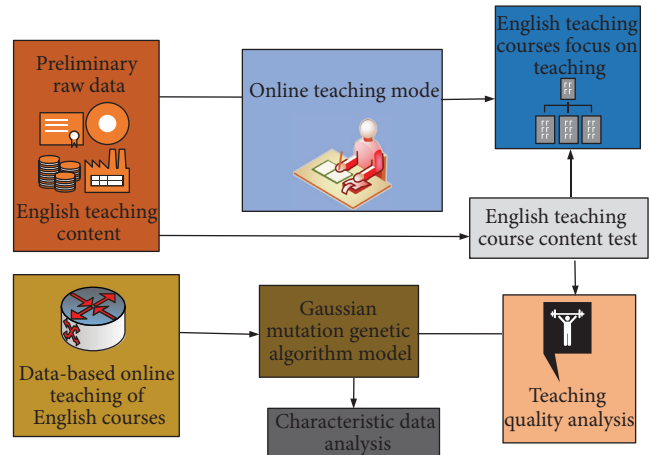 Preliminary
raw data
English teaching
content
Online teaching mode
English teaching
courses focus on
teaching
English teaching
course content test
Data-based online
teaching of
English courses
Gaussian
mutation genetic
algorithm model
Characteristic data
analysis
Teaching
quality analysis